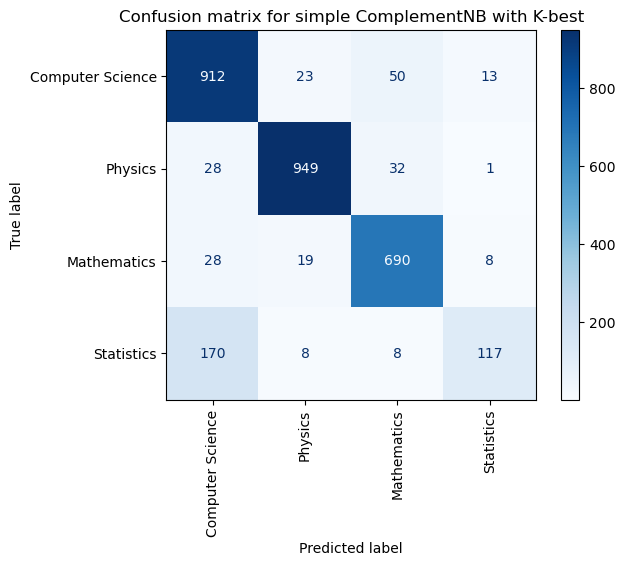 Confusion matrix for simple ComplementNB with K-best
True label
Computer Science 912 23 50 13
Physics 28 949 32 1
Mathematics 28 19 690 8
Statistics 170 8 8 117
Computer Science Physics Mathematics Statistics
Predicted label
800
600
400
200